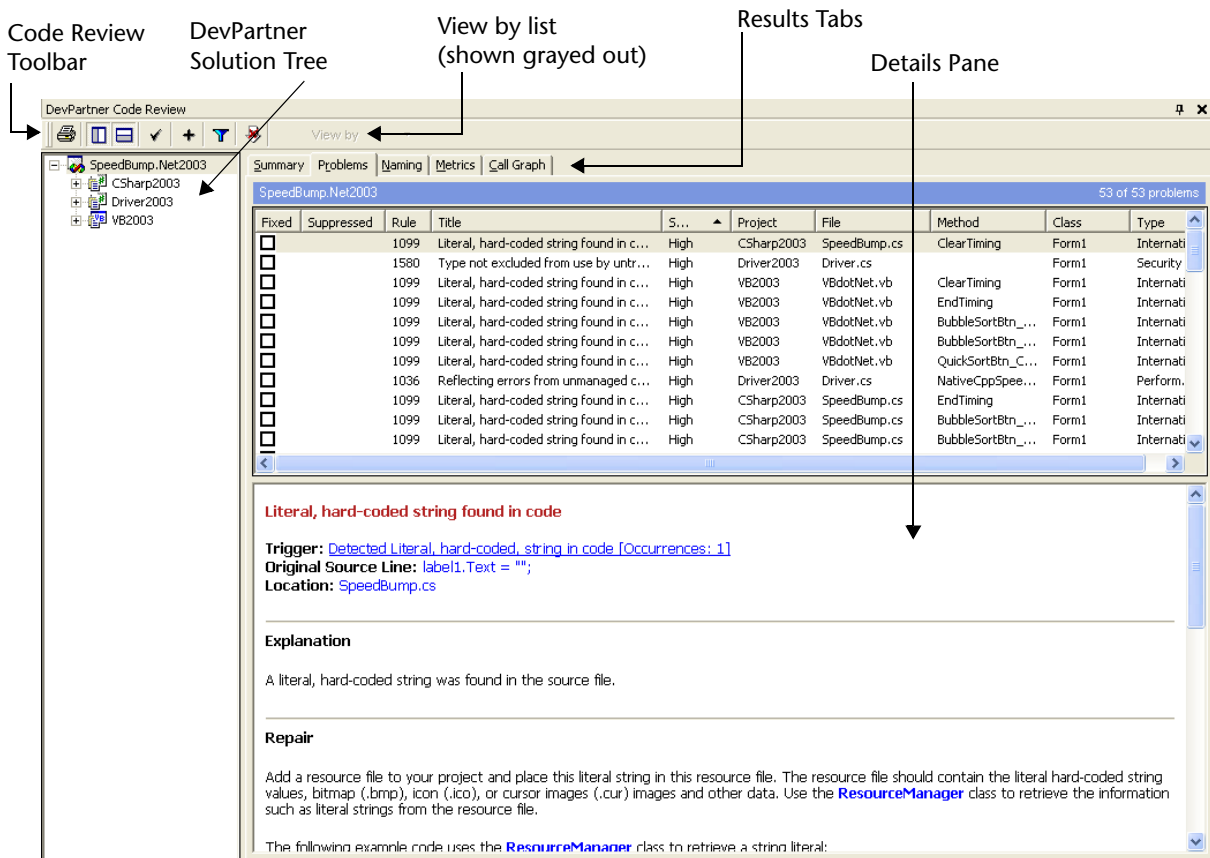 Code Review
Toolbar
DevPartner
Solution Tree
View by list
(shown grayed out)
Results Tabs
Details Pane
DevPartner Code Review
View by
SpeedBump.Net2003
CSharp2003
Driver2003
VB2003
Summary Problems Naming Metrics Call Graph
SpeedBump.Net2003 53 of 53 problems
Fixed Suppressed Rule Title S... Project File Method Class Type
1099 Literal, hard-coded string found in c... High CSharp2003 SpeedBump.cs ClearTiming Form1 Internati
1580 Type not excluded from use by untr... High Driver2003 Driver.cs Form1 Security
1099 Literal, hard-coded string found in c... High VB2003 VBdotNet.vb ClearTiming Form1 Internati
1099 Literal, hard-coded string found in c... High VB2003 VBdotNet.vb EndTiming Form1 Internati
1099 Literal, hard-coded string found in c... High VB2003 VBdotNet.vb BubbleSortBtn_... Form1 Internati
1099 Literal, hard-coded string found in c... High VB2003 VBdotNet.vb BubbleSortBtn_... Form1 Internati
1099 Literal, hard-coded string found in c... High VB2003 VBdotNet.vb QuickSortBtn_C... Form1 Internati
1036 Reflecting errors from unmanaged c... High Driver2003 Driver.cs NativeCppSpee... Form1 Perform.
1099 Literal, hard-coded string found in c... High CSharp2003 SpeedBump.cs EndTiming Form1 Internati
1099 Literal, hard-coded string found in c... High CSharp2003 SpeedBump.cs BubbleSortBtn_... Form1 Internati
1099 Literal, hard-coded string found in c... High CSharp2003 SpeedBump.cs BubbleSortBtn_... Form1 Internati
Literal, hard-coded string found in code
Trigger: Detected Literal, hard-coded, string in code [Occurrences: 1]
Original Source Line: label1.Text = "";
Location: SpeedBump.cs
Explanation
A literal, hard-coded string was found in the source file.
Repair
Add a resource file to your project and place this literal string in this resource file. The resource file should contain the literal hard-coded string
values, bitmap (.bmp), icon (.ico), or cursor images (.cur) images and other data. Use the ResourceManager class to retrieve the information
such as literal strings from the resource file.
The following example code uses the ResourceManager class to retrieve a string literal: